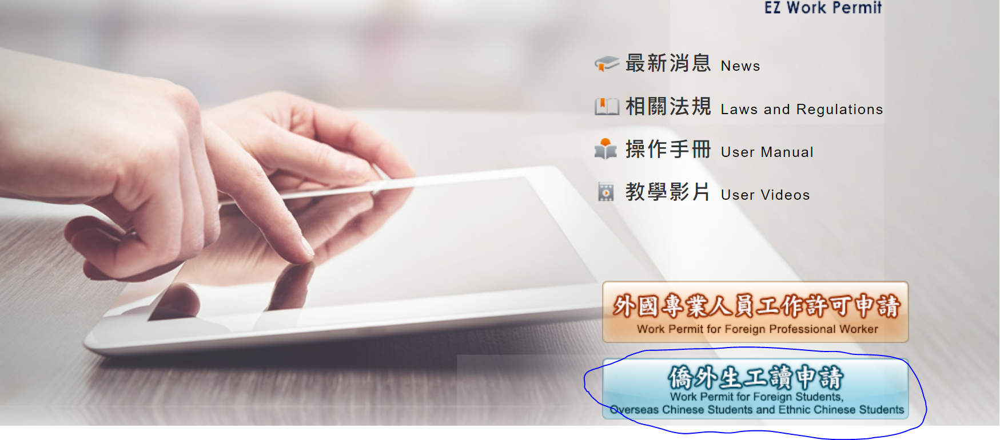 EZ Work Permit
最新消息 News
相關法規 Laws and Regulations
操作手冊 User Manual
教學影片 User Videos
外國專業人員工作許可申請
Work Permit for Foreign Professional Worker
僑外生工讀申請
Work Permit for Foreign Students,
Overseas Chinese Students and Ethnic Chinese Students